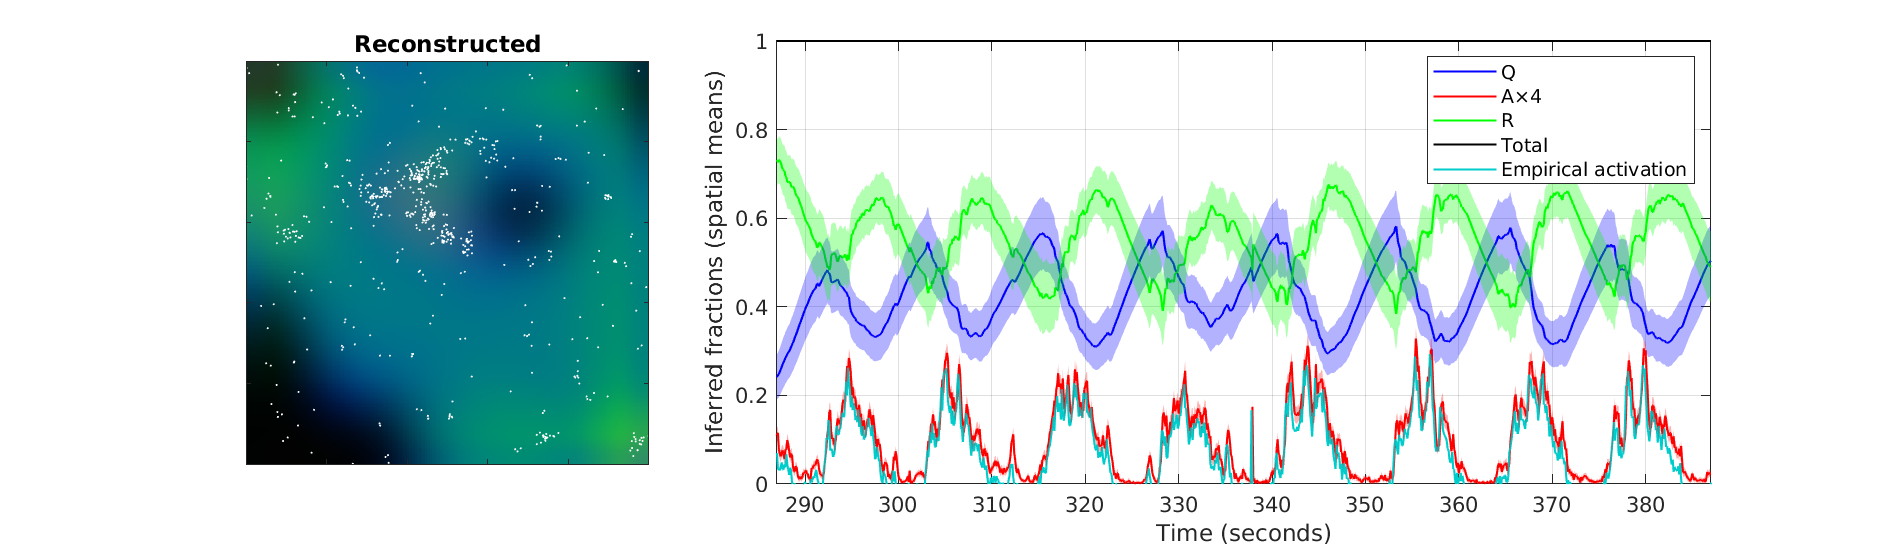 Reconstructed
Inferred fractions (spatial means)
1
0.8
0.6
0.4
0.2
0
Q
A×4
R
Total
Empirical activation
290 300 310 320 330 340 350 360 370 380
Time (seconds)